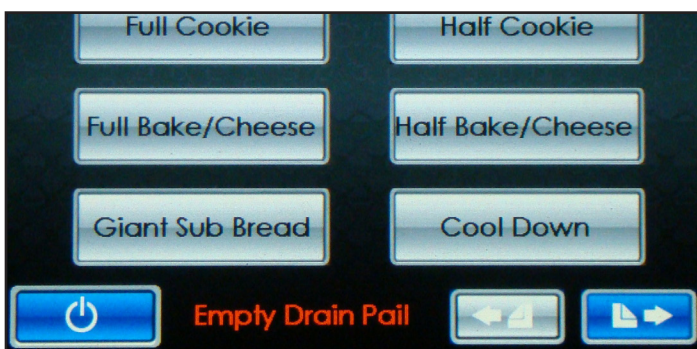 Full Cookie
Half Cookie
Full Bake/Cheese
Half Bake/Cheese
Giant Sub Bread
Cool Down
Empty Drain Pail